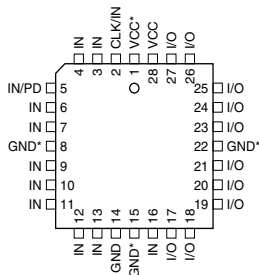 IN
IN
CLK/IN
VCC*
VCC
I/O
I/O
4
3
2
1
28
27
26
IN/PD 5
IN 6
IN 7
GND* 8
IN 9
IN 10
IN 11
25 I/O
24 I/O
23 I/O
22 GND*
21 I/O
20 I/O
19 I/O
12
13
14
15
16
17
18
IN
IN
GND
GND*
IN
I/O
I/O